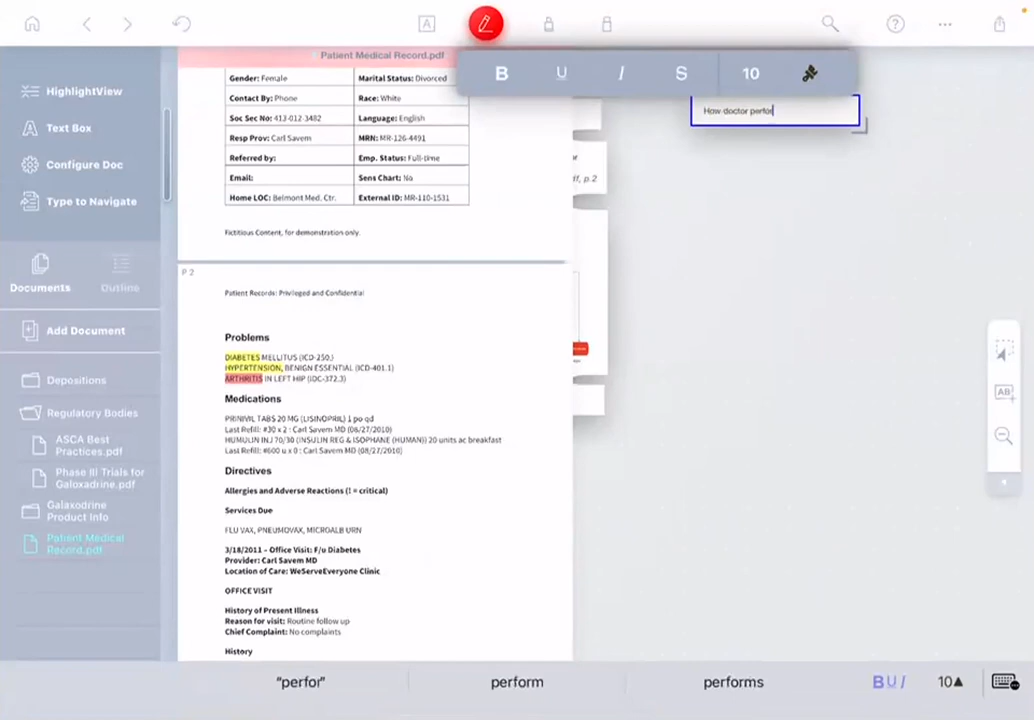 A
Patient Medical Record.pdf
B U I S 10
HighlightView
Text Box
Configure Doc
Type to Navigate
Documents
Outline
Add Document
Depositions
Regulatory Bodies
ASCA Best
Practices.pdf
Phase III Trials for
Galoxadrine.pdf
Galaxodrine
Product Info
Patient Medical
Record.pdf
Gender: Female
Marital Status: Divorced
Contact By: Phone
Race: White
Soc Sec No: 413-012-3482
Language: English
Resp Prov: Carl Savem
MRN: MR-126-4491
Referred by:
Emp. Status: Full-time
Email:
Sens Chart: No
Home LOC: Belmont Med. Ctr.
External ID: MR-110-1531
Fictitious Content, for demonstration only.
P 2
Patient Records: Privileged and Confidential
Problems
DIABETES MELLITUS (ICD-250.)
HYPERTENSION, BENIGN ESSENTIAL (ICD-401.1)
ARTHRITIS IN LEFT HIP (IDC-372.3)
Medications
PRINIVIL TABS 20 MG (LISINOPRIL) 1 po qd
Last Refill: #30 x 2 : Carl Savem MD (08/27/2010)
HUMULIN INJ 70/30 (INSULIN REG & ISOPHANE (HUMAN)) 20 units ac breakfast
Last Refill: #600 u x 0 : Carl Savem MD (08/27/2010)
Directives
Allergies and Adverse Reactions (! = critical)
Services Due
FLU VAX, PNEUMOVAX, MICROALB URN
3/18/2011 - Office Visit: F/u Diabetes
Provider: Carl Savem MD
Location of Care: WeServeEveryone Clinic
OFFICE VISIT
History of Present Illness
Reason for visit: Routine follow up
Chief Complaint: No complaints
History
How doctor perfor
p.2
AB
"perfor"
perform
performs
B U I
10▲